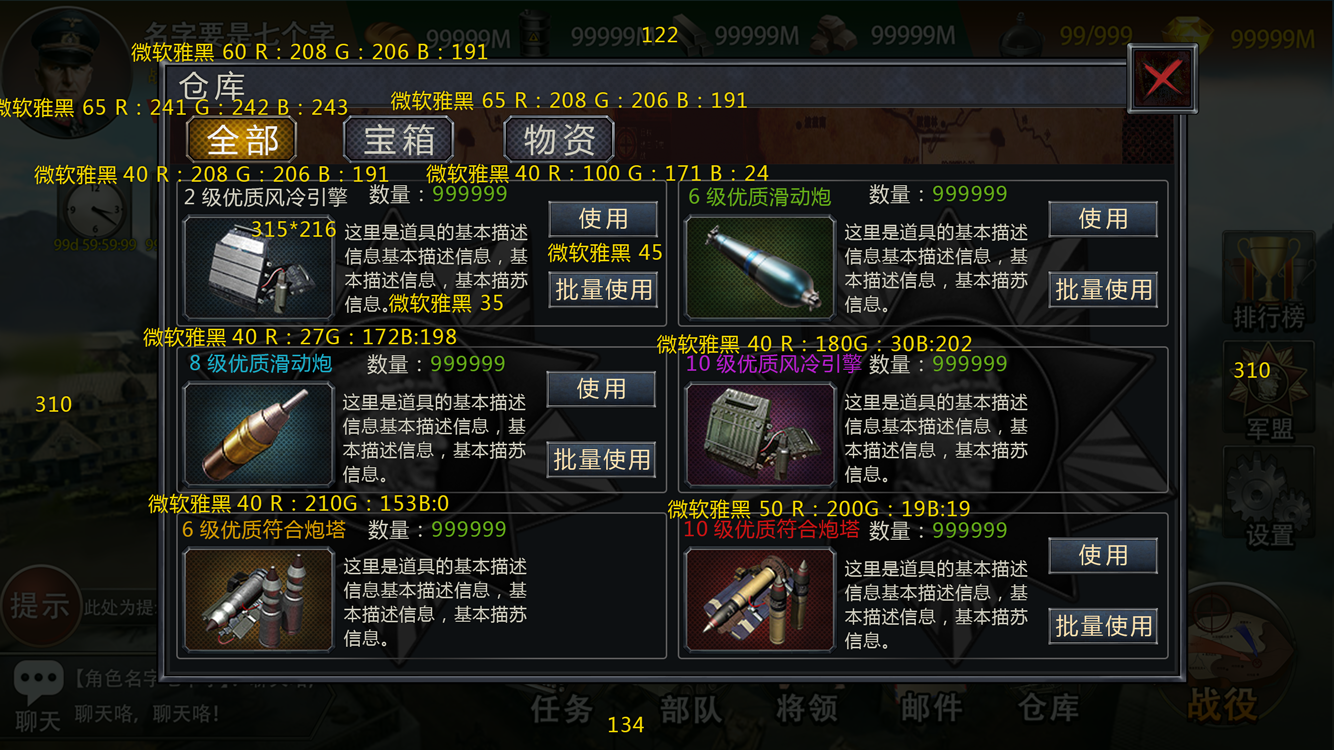 名字要是七个字
99999M
99999M
99999M
99999M
99/999
99999M
122
微软雅黑 60 R：208 G：206 B：191
仓库
微软雅黑 65 R：241 G：242 B：243
微软雅黑 65 R：208 G：206 B：191
全部
宝箱
物资
微软雅黑 40 R：208 G：206 B：191
微软雅黑 40 R：100 G：171 B：24
2 级优质风冷引擎
数量：999999
使用
315*216
这里是道具的基本描述
信息基本描述信息，基
本描述信息，基本描苏
信息。
微软雅黑 45
批量使用
微软雅黑 35
6 级优质滑动炮
数量：999999
使用
这里是道具的基本描述
信息基本描述信息，基
本描述信息，基本描苏
信息。
批量使用
99d 59:59:99
排行榜
微软雅黑 40 R：27G：172B:198
微软雅黑 40 R：180G：30B:202
8 级优质滑动炮
数量：999999
使用
这里是道具的基本描述
信息基本描述信息，基
本描述信息，基本描苏
信息。
批量使用
10 级优质风冷引擎
数量：999999
这里是道具的基本描述
信息基本描述信息，基
本描述信息，基本描苏
信息。
310
310
军盟
微软雅黑 40 R：210G：153B:0
微软雅黑 50 R：200G：19B:19
6 级优质符合炮塔
数量：999999
这里是道具的基本描述
信息基本描述信息，基
本描述信息，基本描苏
信息。
10 级优质符合炮塔
数量：999999
使用
这里是道具的基本描述
信息基本描述信息，基
本描述信息，基本描苏
信息。
批量使用
设置
提示
此处为提
【角色名字
聊天
聊天咯，聊天咯！
任务
部队
将领
邮件
仓库
战役
134